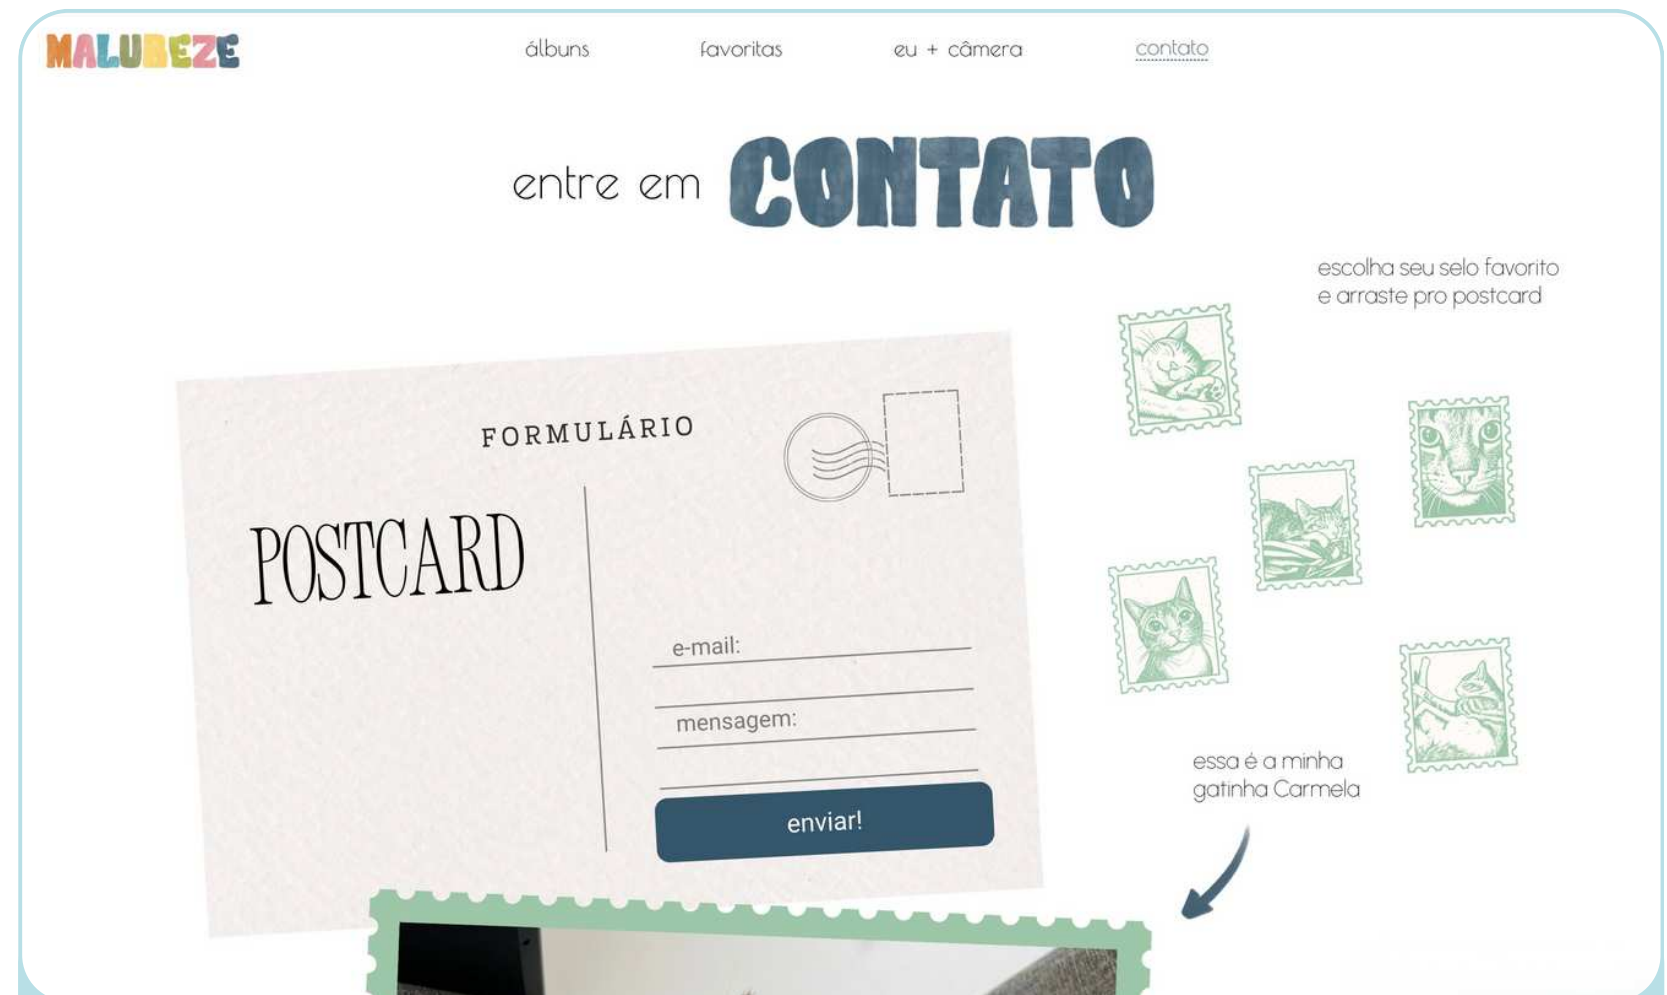 MALUBEZE
álbuns favoritas eu + câmera contato
entre em CONTATO
escolha seu selo favorito
e arraste pro postcard
FORMULÁRIO
POSTCARD
e-mail:
mensagem:
enviar!
essa é a minha
gatinha Carmela